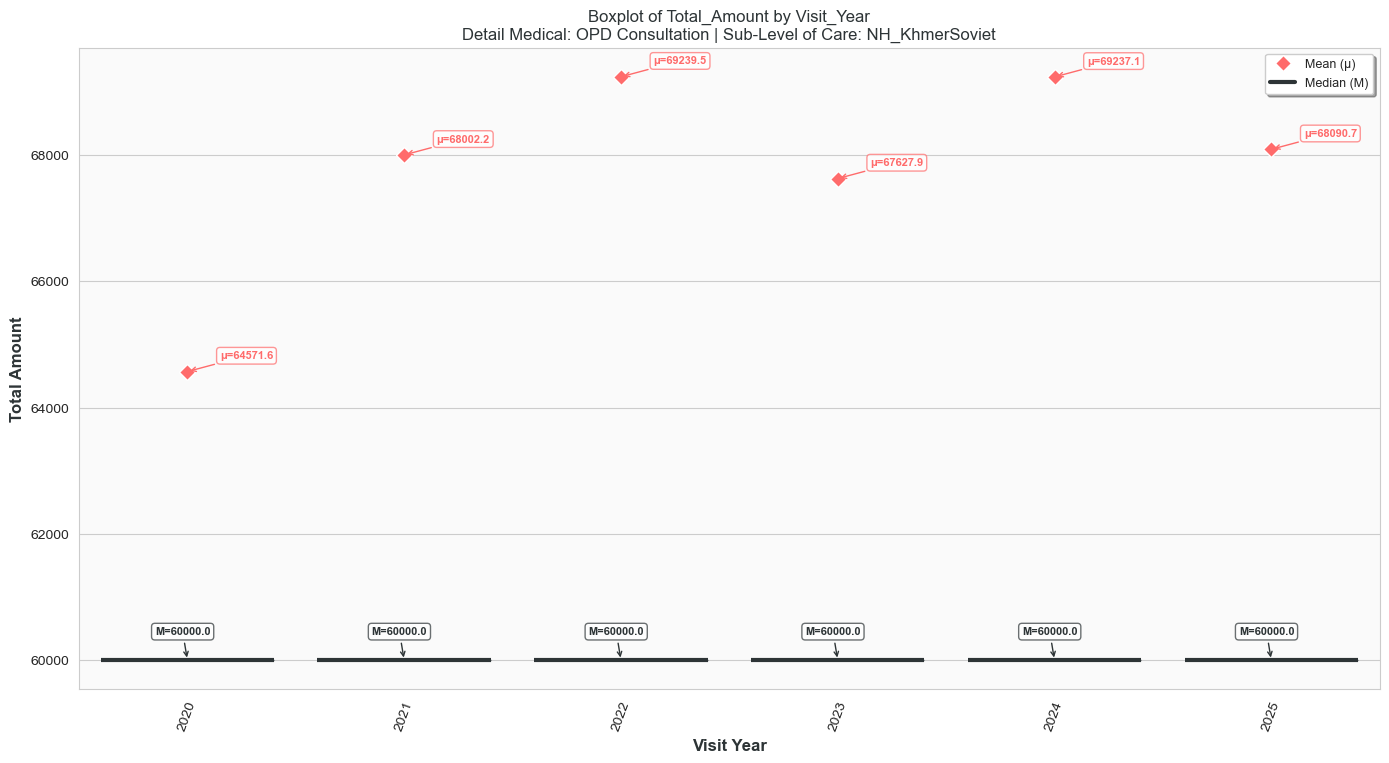 Boxplot of Total_Amount by Visit_Year
Detail Medical: OPD Consultation | Sub-Level of Care: NH_KhmerSoviet
Mean (μ)
Median (M)
Total Amount
68000
66000
64000
62000
60000
μ=64571.6
μ=68002.2
μ=69239.5
μ=67627.9
μ=69237.1
μ=68090.7
M=60000.0
M=60000.0
M=60000.0
M=60000.0
M=60000.0
M=60000.0
2020
2021
2022
2023
2024
2025
Visit Year